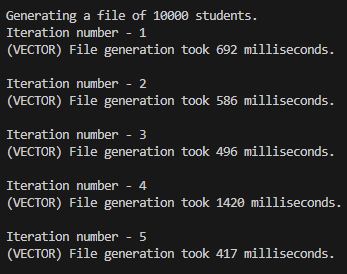 Generating a file of 10000 students.
Iteration number - 1
(VECTOR) File generation took 692 milliseconds.
Iteration number - 2
(VECTOR) File generation took 586 milliseconds.
Iteration number - 3
(VECTOR) File generation took 496 milliseconds.
Iteration number - 4
(VECTOR) File generation took 1420 milliseconds.
Iteration number - 5
(VECTOR) File generation took 417 milliseconds.